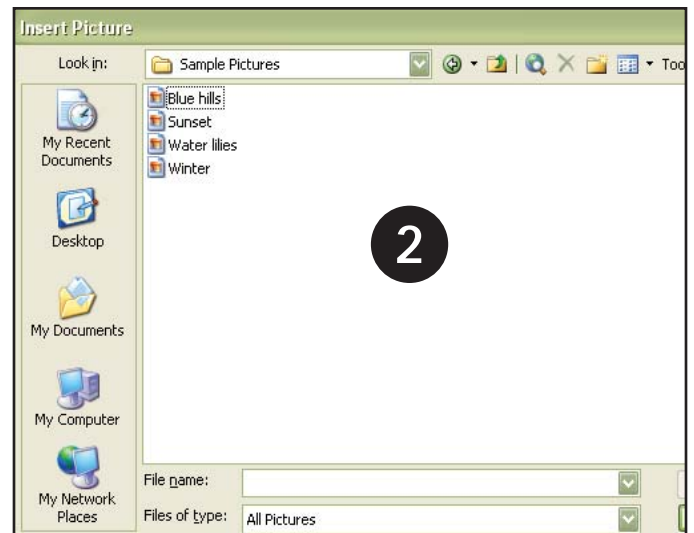 Insert Picture
Look in:
Sample Pictures
Too
My Recent
Documents
Desktop
My Documents
My Computer
My Network
Places
Blue hills
Sunset
Water lilies
Winter
2
File name:
Files of type:
All Pictures